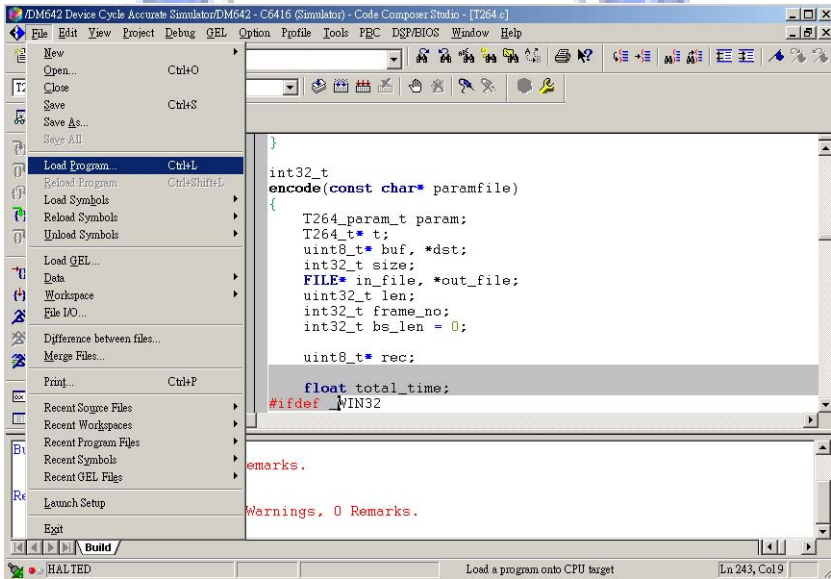 /DM642 Device Cycle Accurate Simulator/DM642 - C6416 (Simulator) - Code Composer Studio - [T264.c]
File Edit View Project Debug GEL Option Profile Tools PBC DSP/BIOS Window Help
New
Open... Ctrl+O
Close
Save Ctrl+S
Save As...
Save All
Load Program... Ctrl+L
Reload Program Ctrl+Shift+L
Load Symbols
Reload Symbols
Unload Symbols
Load GEL...
Data
Workspace
File I/O...
Difference between files...
Merge Files...
Print... Ctrl+P
Recent Source Files
Recent Workspaces
Recent Program Files
Recent Symbols
Recent GEL Files
Launch Setup
Exit
}
int32_t
encode(const char* paramfile)
{
T264_param_t param;
T264_t* t;
uint8_t* buf, *dst;
int32_t size;
FILE* in_file, *out_file;
uint32_t len;
int32_t frame_no;
int32_t bs_len = 0;
uint8_t* rec;
float total_time;
#ifdef _WIN32
emarks.
Warnings, 0 Remarks.
Build
HALTED
Load a program onto CPU target
Ln 243, Col 9